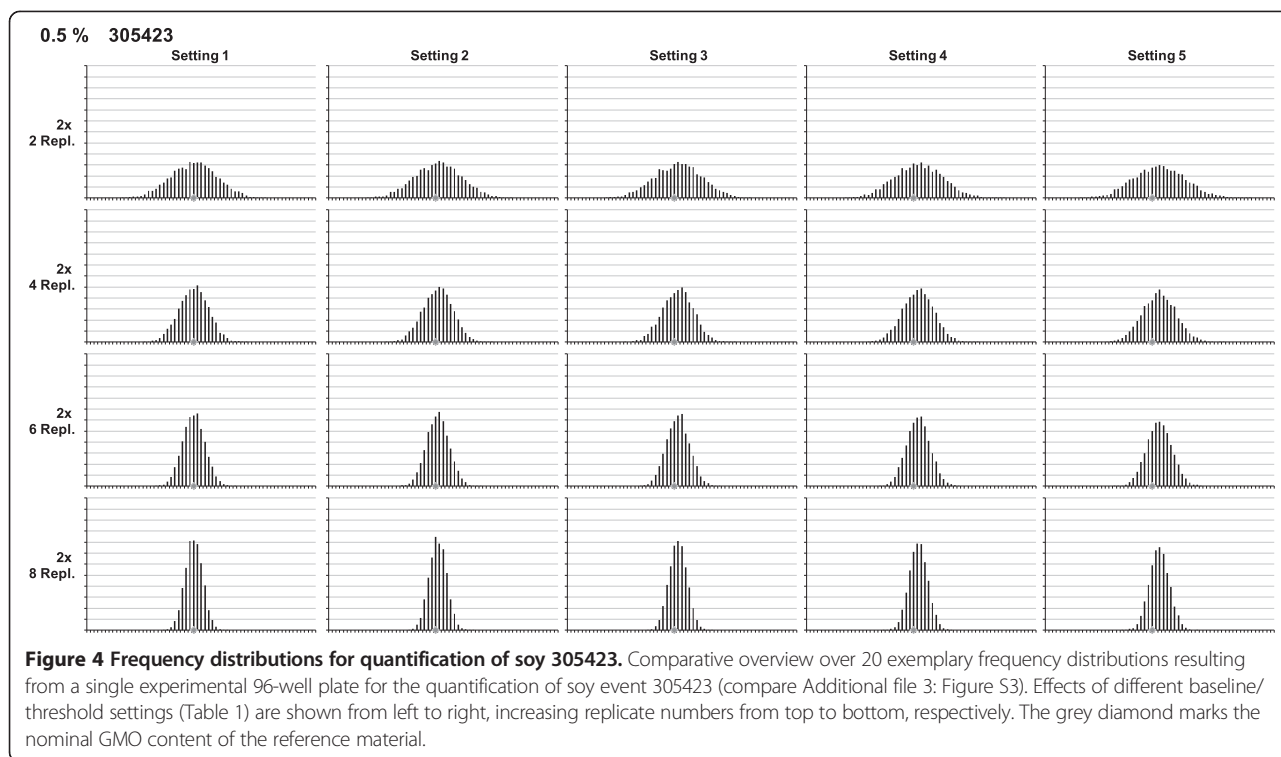 0.5 % 305423
Setting 1 Setting 2 Setting 3 Setting 4 Setting 5
2x
2 Repl.
2x
4 Repl.
2x
6 Repl.
2x
8 Repl.
Figure 4 Frequency distributions for quantification of soy 305423. Comparative overview over 20 exemplary frequency distributions resulting
from a single experimental 96-well plate for the quantification of soy event 305423 (compare Additional file 3: Figure S3). Effects of different baseline/
threshold settings (Table 1) are shown from left to right, increasing replicate numbers from top to bottom, respectively. The grey diamond marks the
nominal GMO content of the reference material.